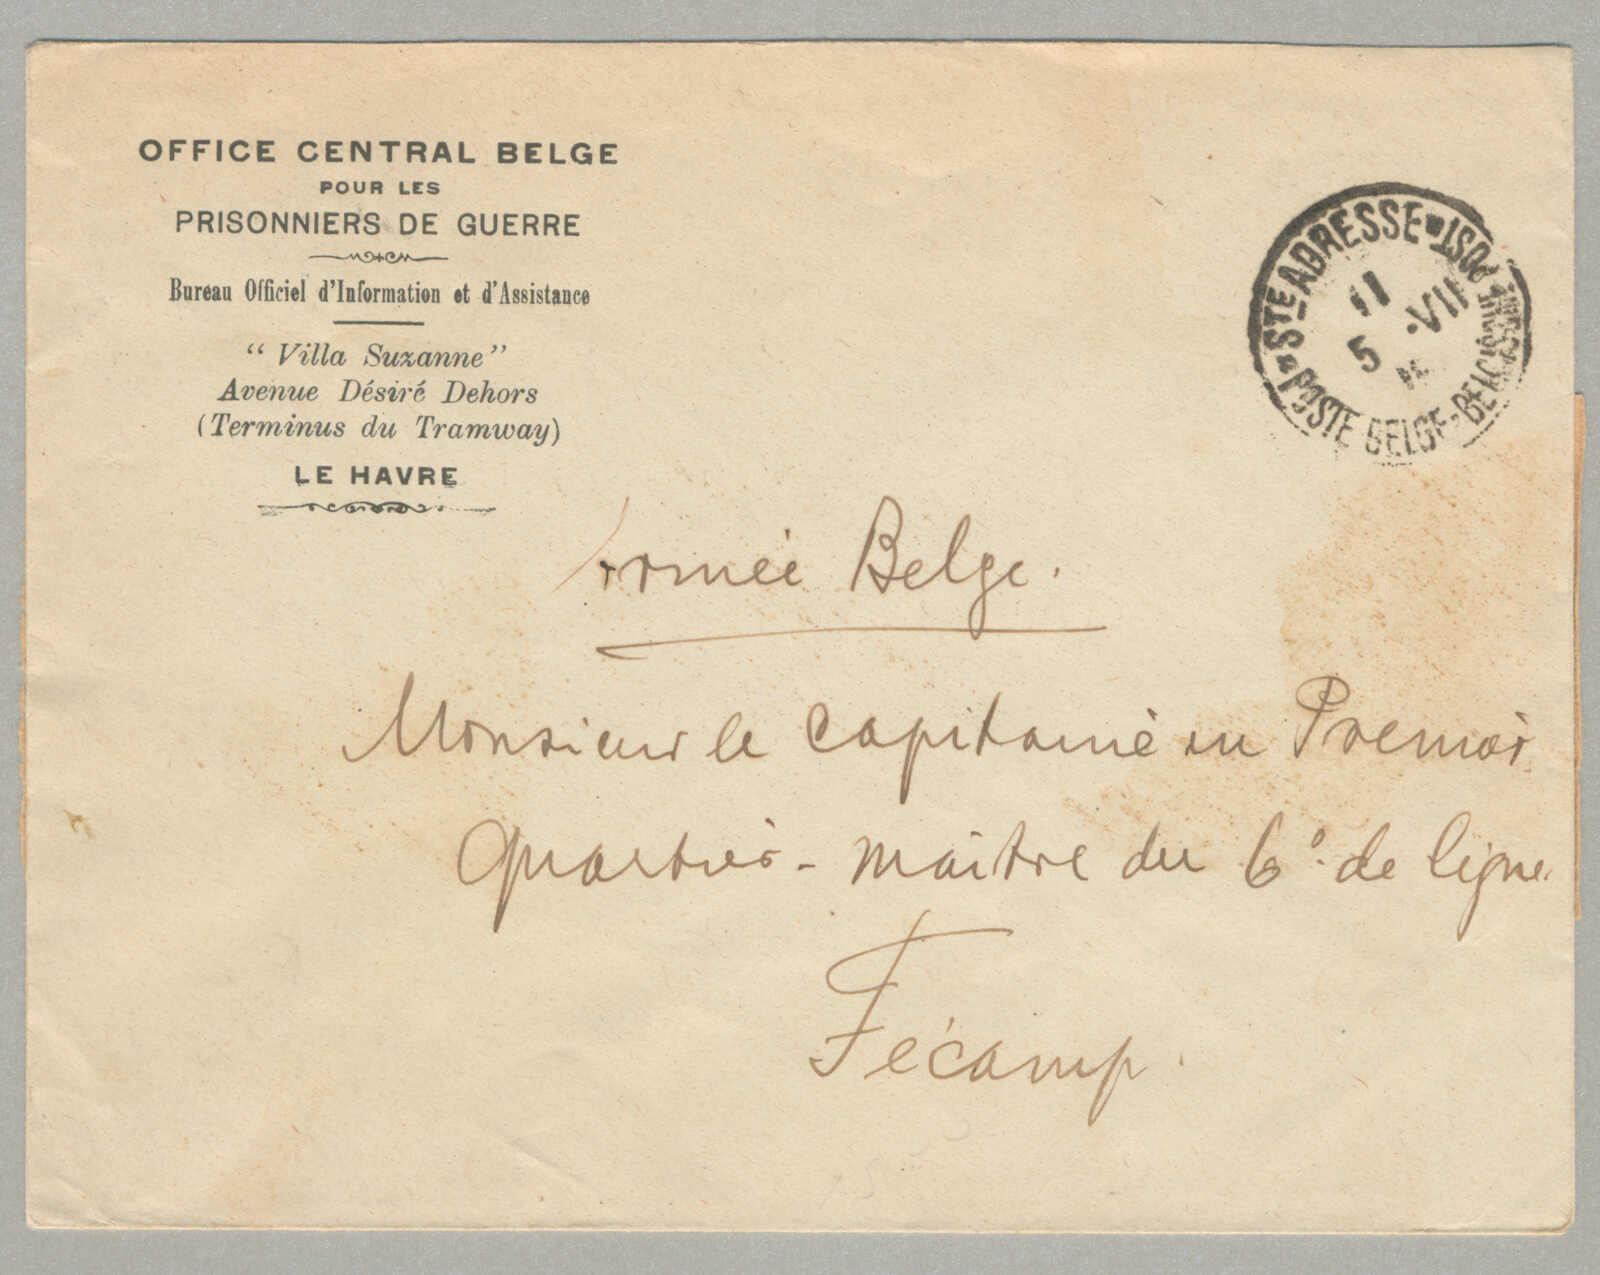 OFFICE CENTRAL BELGE
POUR LES
PRISONNIERS DE GUERRE
Bureau Officiel d'Information et d'Assistance
“ Villa Suzanne”
Avenue Désiré Dehors
(Terminus du Tramway)
LE HAVRE
STE ADRESSE
POSTE BELGE-BELGISCHE POST
11
5 VII
Armée Belge.
Monsieur le Capitaine en Premier
Quartier-maître du 6e de ligne
Fécamp.